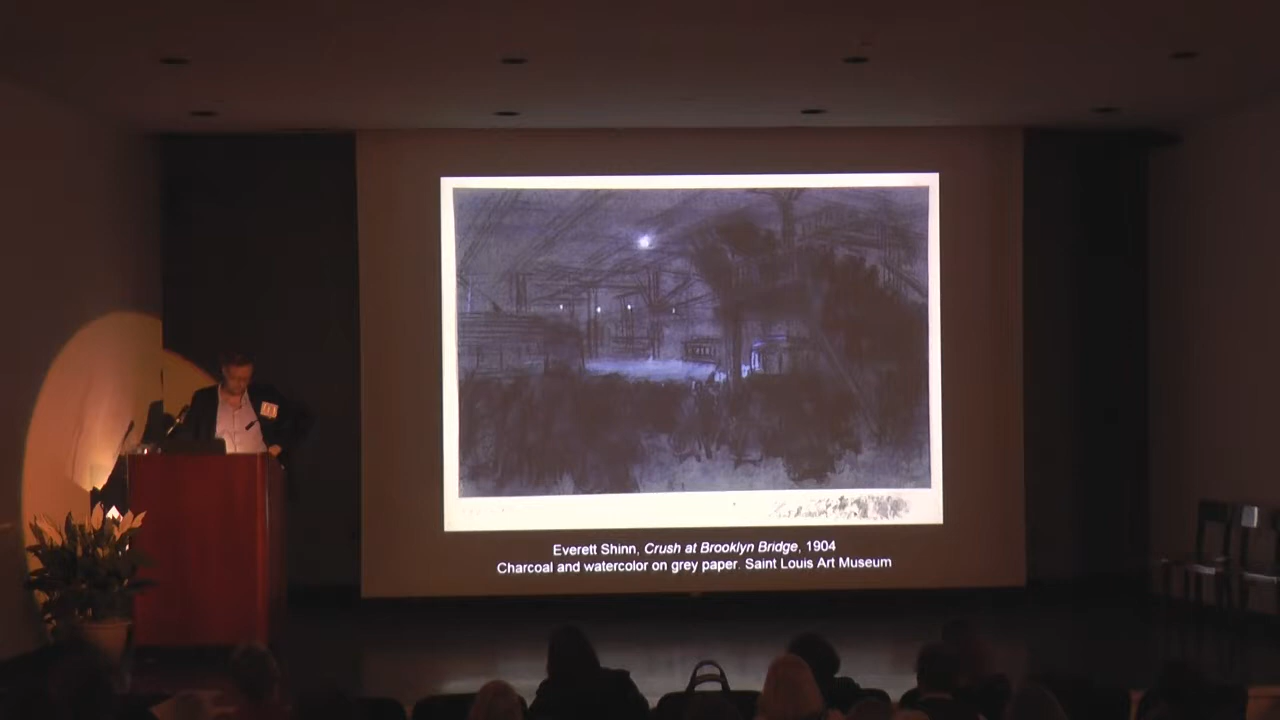 Everett Shinn, Crush at Brooklyn Bridge, 1904
Charcoal and watercolor on grey paper. Saint Louis Art Museum